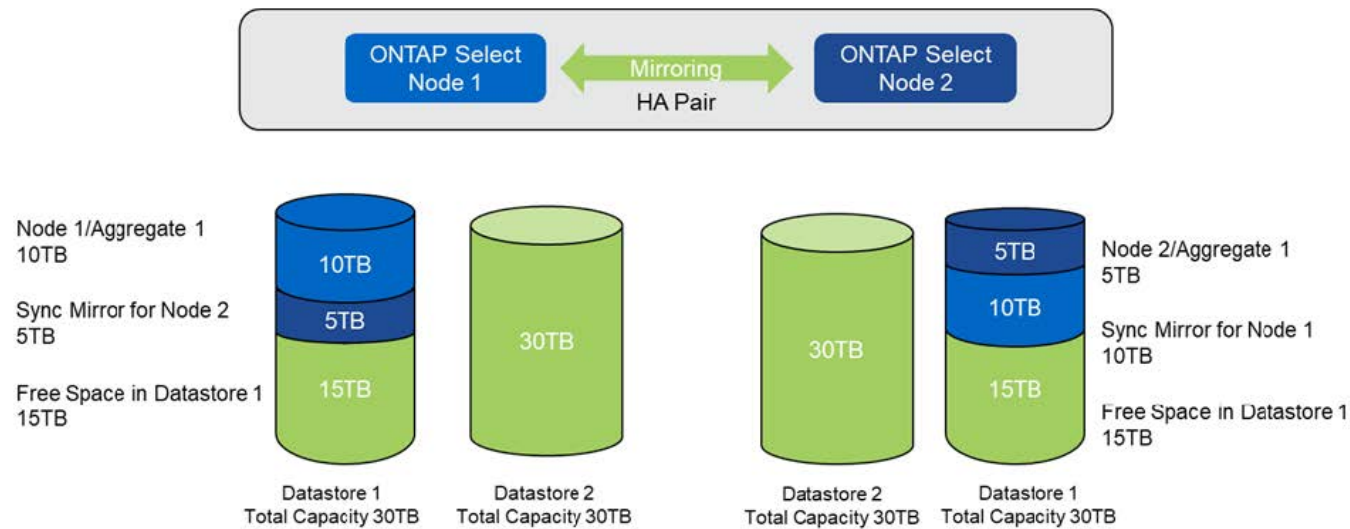 ONTAP Select
Node 1
Mirroring
HA Pair
ONTAP Select
Node 2
Node 1/Aggregate 1
10TB
Sync Mirror for Node 2
5TB
Free Space in Datastore 1
15TB
10TB
5TB
15TB
30TB
30TB
5TB
10TB
15TB
Node 2/Aggregate 1
5TB
Sync Mirror for Node 1
10TB
Free Space in Datastore 1
15TB
Datastore 1
Total Capacity 30TB
Datastore 2
Total Capacity 30TB
Datastore 2
Total Capacity 30TB
Datastore 1
Total Capacity 30TB